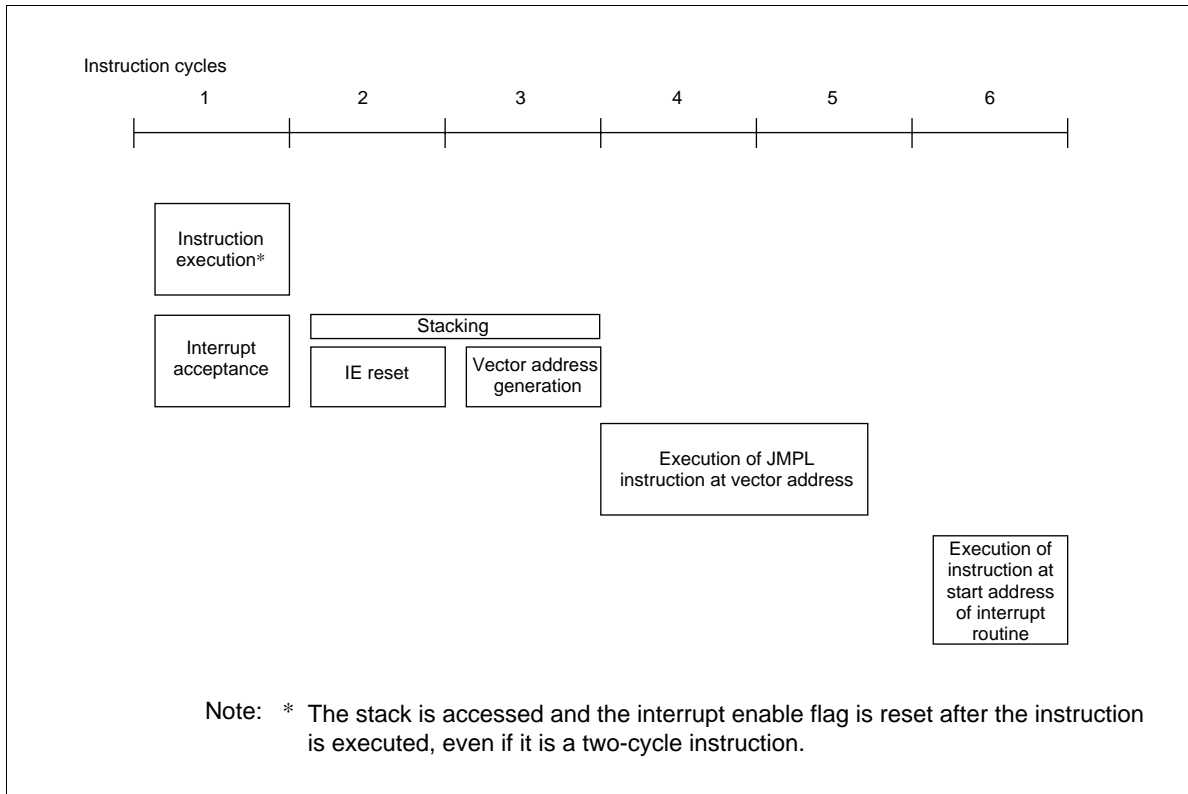 Instruction cycles
1 2 3 4 5 6
Instruction
execution*
Interrupt
acceptance
Stacking
IE reset
Vector address
generation
Execution of JMPL
instruction at vector address
Execution of
instruction at
start address
of interrupt
routine
Note: * The stack is accessed and the interrupt enable flag is reset after the instruction
is executed, even if it is a two-cycle instruction.